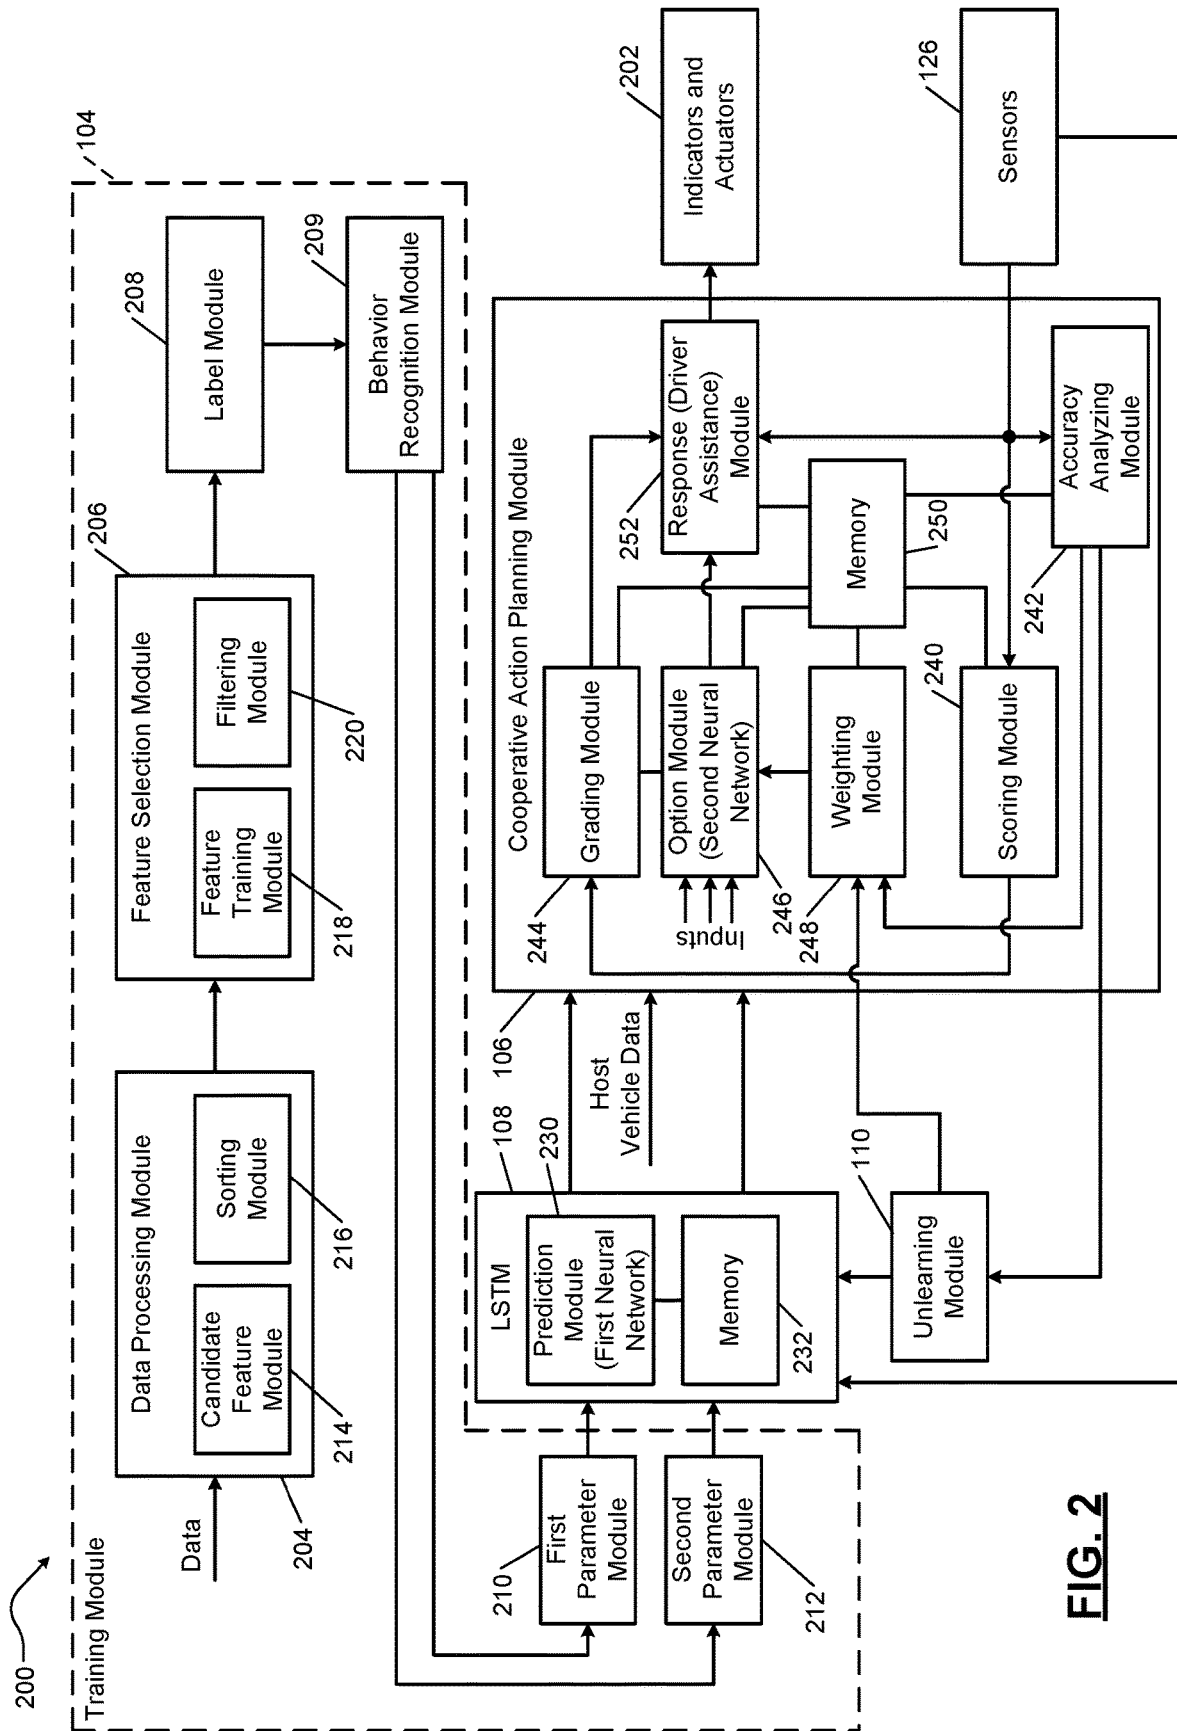 200
Training Module
104
Data
204
Data Processing Module
Candidate
Feature
Module
214
Sorting
Module
216
Feature Selection Module
206
Feature
Training
Module
218
Filtering
Module
220
Label Module
208
Behavior
Recognition Module
209
First
Parameter
Module
210
Second
Parameter
Module
212
LSTM
108
Prediction
Module
(First Neural
Network)
230
Memory
232
Unlearning
Module
110
Host
Vehicle Data
106
Cooperative Action Planning Module
Grading Module
244
Option Module
(Second Neural
Network)
246
Inputs
Weighting
Module
248
Scoring Module
240
Response (Driver
Assistance)
Module
252
Memory
250
Accuracy
Analyzing
Module
242
Indicators and
Actuators
202
Sensors
126
FIG. 2